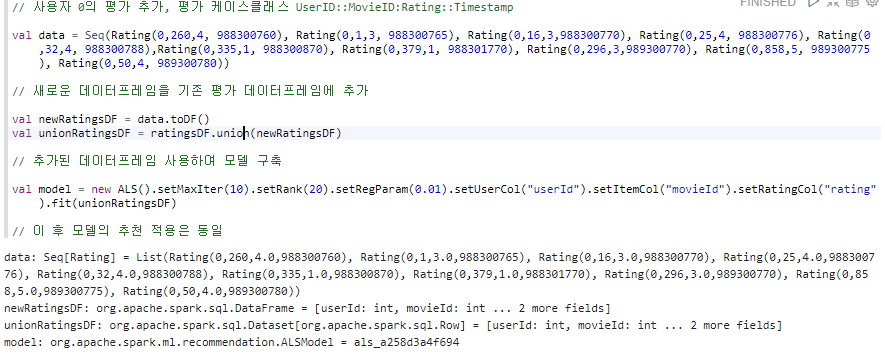 // 사용자 0의 평가 추가, 평가 케이스클래스 UserID::MovieID:Rating::Timestamp
FINISHED
val data = Seq(Rating(0,260,4, 988300760), Rating(0,1,3, 988300765), Rating(0,16,3,988300770), Rating(0,25,4, 988300776), Rating(0
,32,4, 988300788),Rating(0,335,1, 988300870), Rating(0,379,1, 988301770), Rating(0,296,3,989300770), Rating(0,858,5, 989300775
), Rating(0,50,4, 989300780))
// 새로운 데이터프레임을 기존 평가 데이터프레임에 추가
val newRatingsDF = data.toDF()
val unionRatingsDF = ratingsDF.union(newRatingsDF)
// 추가된 데이터프레임 사용하여 모델 구축
val model = new ALS().setMaxIter(10).setRank(20).setRegParam(0.01).setUserCol("userId").setItemCol("movieId").setRatingCol("rating"
).fit(unionRatingsDF)
// 이 후 모델의 추천 적용은 동일
data: Seq[Rating] = List(Rating(0,260,4.0,988300760), Rating(0,1,3.0,988300765), Rating(0,16,3.0,988300770), Rating(0,25,4.0,9883007
76), Rating(0,32,4.0,988300788), Rating(0,335,1.0,988300870), Rating(0,379,1.0,988301770), Rating(0,296,3.0,989300770), Rating(0,85
8,5.0,989300775), Rating(0,50,4.0,989300780))
newRatingsDF: org.apache.spark.sql.DataFrame = [userId: int, movieId: int ... 2 more fields]
unionRatingsDF: org.apache.spark.sql.Dataset[org.apache.spark.sql.Row] = [userId: int, movieId: int ... 2 more fields]
model: org.apache.spark.ml.recommendation.ALSModel = als_a258d3a4f694